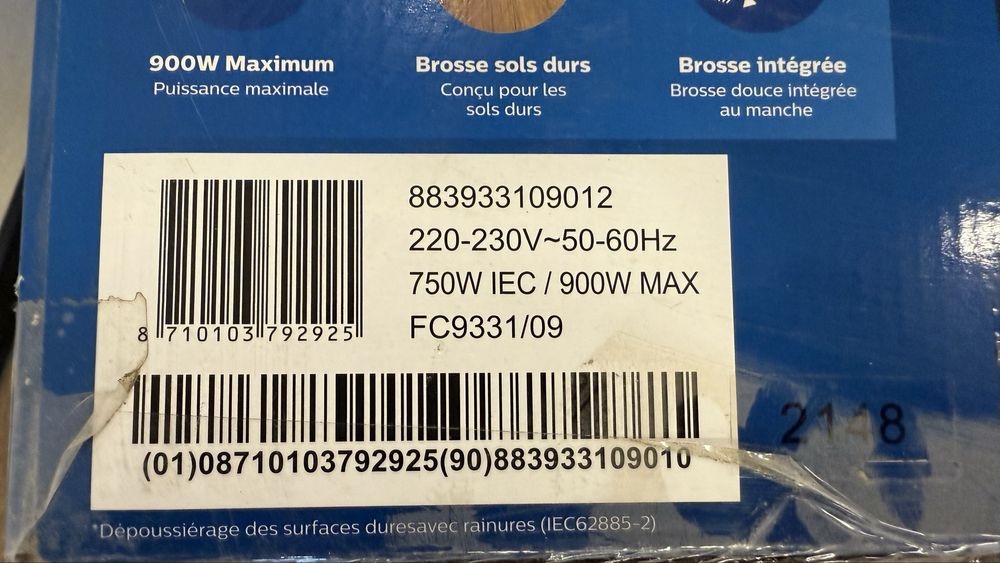 900W Maximum
Puissance maximale
Brosse sols durs
Conçu pour les
sols durs
Brosse intégrée
Brosse douce intégrée
au manche
883933109012
220-230V~50-60Hz
750W IEC / 900W MAX
FC9331/09
8 710103 792925
(01)08710103792925(90)883933109010
2148
*Dépoussiérage des surfaces duresavec rainures (IEC62885-2)